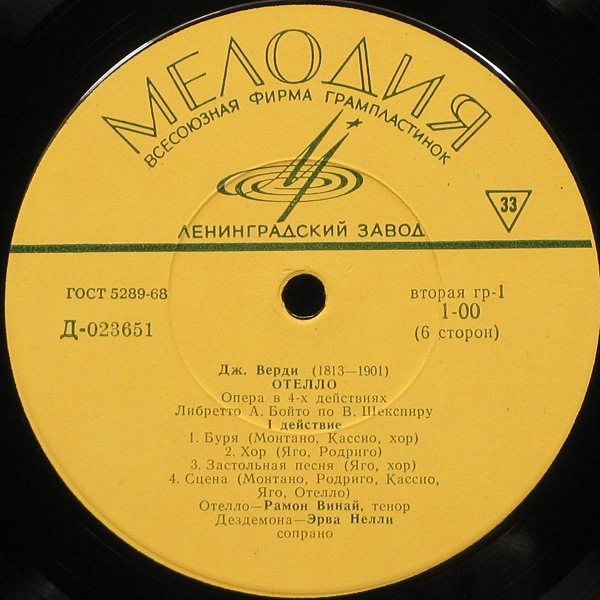 МЕЛОДИЯ
ВСЕСОЮЗНАЯ ФИРМА ГРАМПЛАСТИНОК
ЛЕНИНГРАДСКИЙ ЗАВОД
33
ГОСТ 5289-68
Д-023651
вторая гр-1
1-00
(6 сторон)
Дж. Верди (1813—1901)
ОТЕЛЛО
Опера в 4-х действиях
Либретто А. Бойто по В. Шекспиру
I действие
1. Буря (Монтано, Кассио, хор)
2. Хор (Яго, Родриго)
3. Застольная песня (Яго, хор)
4. Сцена (Монтано, Родриго, Кассио,
Яго, Отелло)
Отелло—Рамон Винай, тенор
Дездемона—Эрва Нелли
сопрано